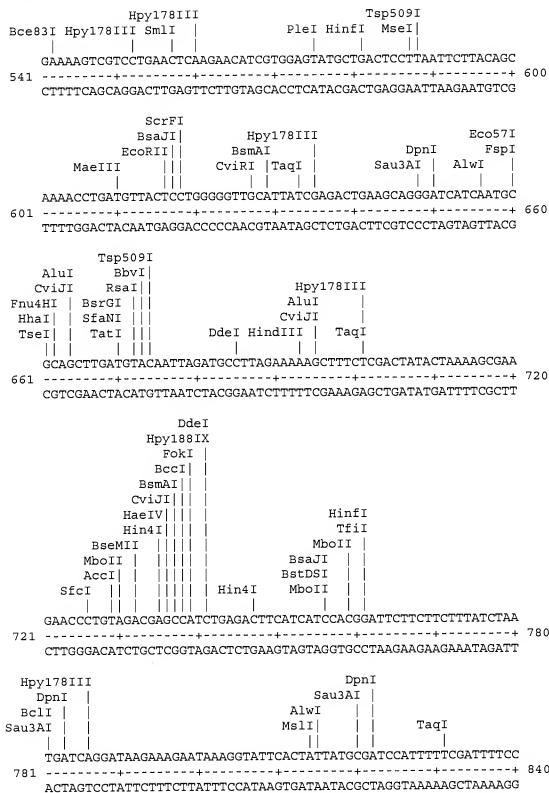 Hpy178III Tsp509I
Bce83I Hpy178III SmlI PleI HinfI MseI
GAAAAGTCGTCCTGAACTCAAGAACATCGTGGAGTATGCTGACTCCTTAATTCTTACAGC
541 ---------+---------+---------+---------+---------+---------+ 600
CTTTTCAGCAGGACTTGAGTTCTTGTAGCACCTCATACGACTGAGGAATTAAGAATGTCG
ScrFI
BsaJI Hpy178III Eco57I
EcoRII BsmAI DpnI FspI
MaeIII CviRI TaqI Sau3AI AlwI
AAAACCTGATGTTACTCCTGGGGGTTGCATTATCGAGACTGAAGCAGGGATCATCAATGC
601 ---------+---------+---------+---------+---------+---------+ 660
TTTTGGACTACAATGAGGACCCCCAACGTAATAGCTCTGACTTCGTCCCTAGTAGTTACG
Tsp509I
AluI BbvI
CviJI RsaI Hpy178III
Fnu4HI BsrGI AluI
HhaI SfaNI CviJI
TseI TatI DdeI HindIII TaqI
GCAGCTTGATGTACAATTAGATGCCTTAGAAAAAGCTTTCTCGACTATACTAAAAGCGAA
661 ---------+---------+---------+---------+---------+---------+ 720
CGTCGAACTACATGTTAATCTACGGAATCTTTTTCGAAAGAGCTGATATGATTTTCGCTT
DdeI
Hpy188IX
FokI
BccI
BsmAI
CviJI
HaeIV HinfI
Hin4I TfiI
BseMII MboII
MboII BsaJI
AccI BstDSI
SfcI Hin4I MboII
GAACCCTGTAGACGAGCCATCTGAGACTTCATCATCCACGGATTCTTCTTCTTTATCTAA
721 ---------+---------+---------+---------+---------+---------+ 780
CTTGGGACATCTGCTCGGTAGACTCTGAAGTAGTAGGTGCCTAAGAAGAAGAAATAGATT
Hpy178III DpnI
DpnI Sau3AI
BclI AlwI
Sau3AI MslI TaqI
TGATCAGGATAAGAAAGAATAAAGGTATTCACTATTATGCGATCCATTTTTCGATTTTCC
781 ---------+---------+---------+---------+---------+---------+ 840
ACTAGTCCTATTCTTTCTTATTTCCATAAGTGATAATACGCTAGGTAAAAAGCTAAAAGG